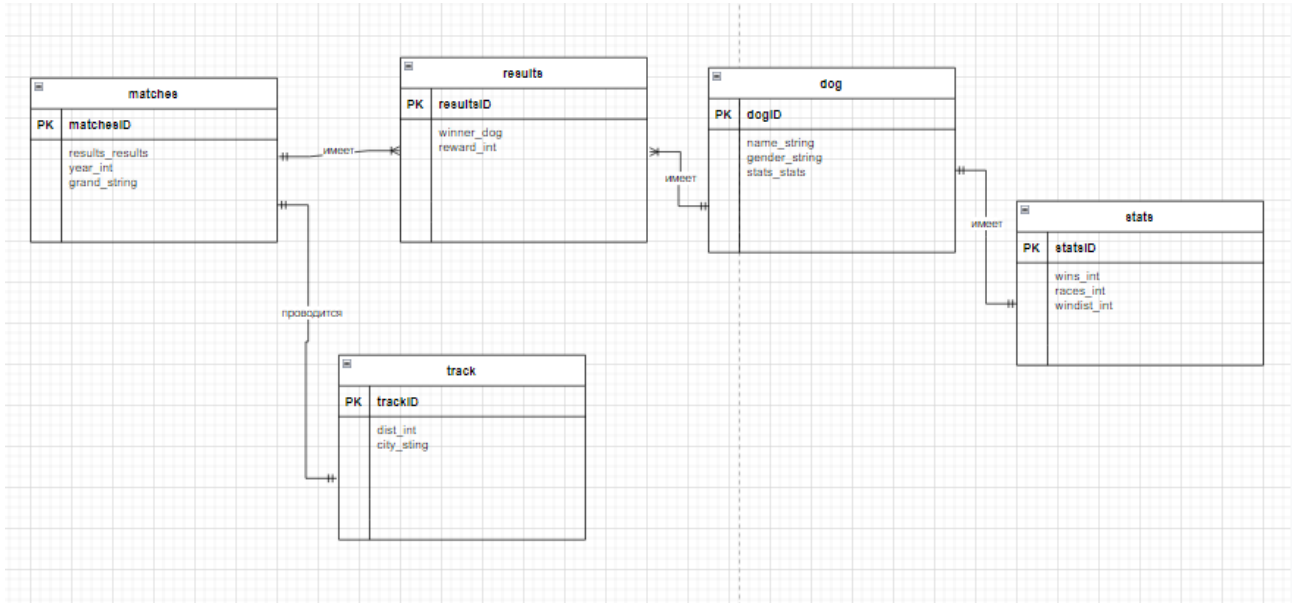 matches
PK matchesID
results_results
year_int
grand_string
имеет
results
PK resultsID
winner_dog
reward_int
имеет
dog
PK dogID
name_string
gender_string
stats_stats
имеет
stats
PK statsID
wins_int
races_int
windist_int
проводится
track
PK trackID
dist_int
city_sting